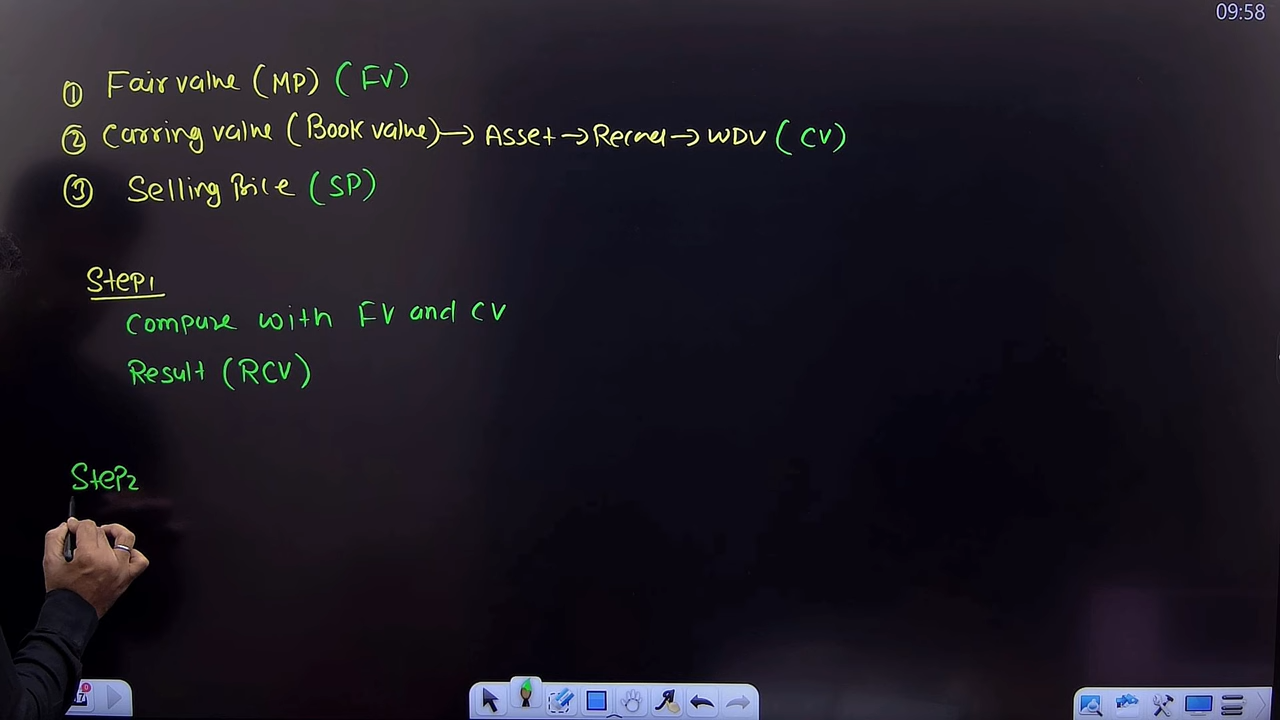 09:58
① Fair value (MP) (FV)
② Carring value (Book value) → Asset → → WDV (CV)
③ Selling Price (SP)
Step1
Compare with FV and CV
Result (RCV)
Step2